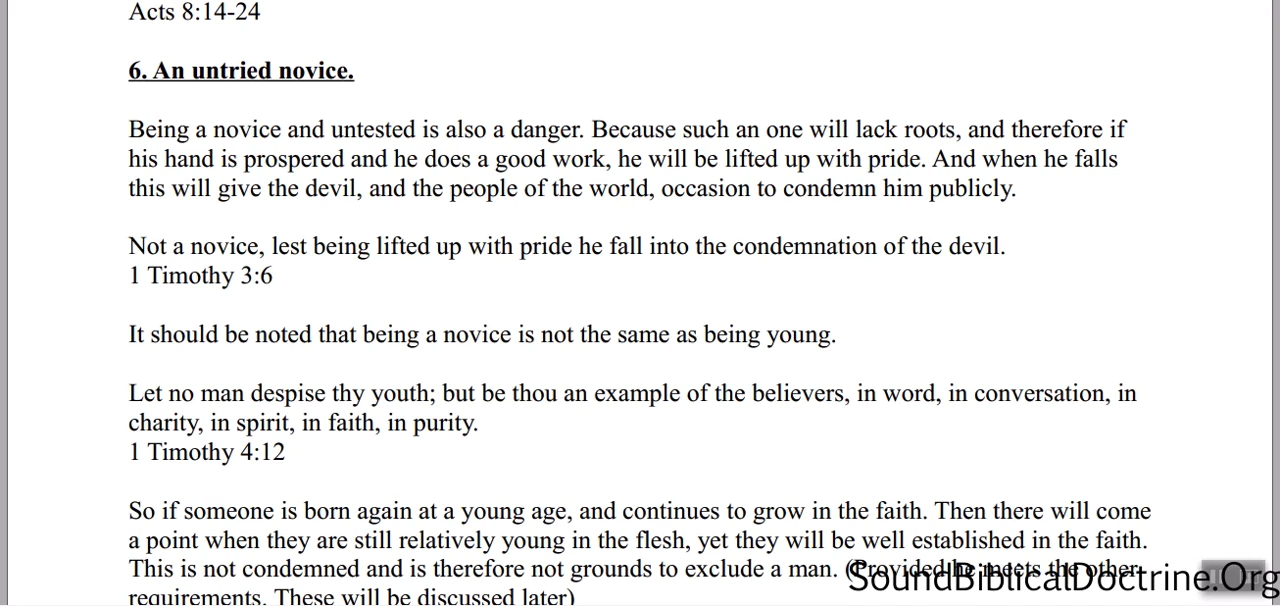 Acts 8:14-24
6. An untried novice.
Being a novice and untested is also a danger. Because such an one will lack roots, and therefore if
his hand is prospered and he does a good work, he will be lifted up with pride. And when he falls
this will give the devil, and the people of the world, occasion to condemn him publicly.
Not a novice, lest being lifted up with pride he fall into the condemnation of the devil.
1 Timothy 3:6
It should be noted that being a novice is not the same as being young.
Let no man despise thy youth; but be thou an example of the believers, in word, in conversation, in
charity, in spirit, in faith, in purity.
1 Timothy 4:12
So if someone is born again at a young age, and continues to grow in the faith. Then there will come
a point when they are still relatively young in the flesh, yet they will be well established in the faith.
This is not condemned and is therefore not grounds to exclude a man. (Provided he meets the other
requirements. These will be discussed later)
SoundBiblicalDoctrine.Org